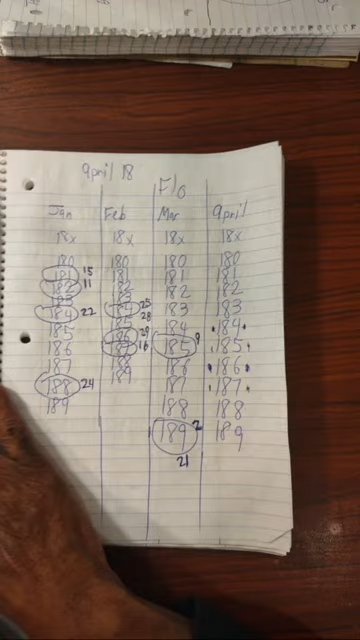 April 18
Flo
Jan Feb Mar April
18x 18x 18x 18x
180 180 180 180
181 15 181 181 181
182 11 182 182 182
183 183 183 183
184 22 184 25 184 184
185 185 28 185 9 185
186 186 29 186 186
187 187 16 187 187
188 24 188 188 188
189 189 189 2 189
21